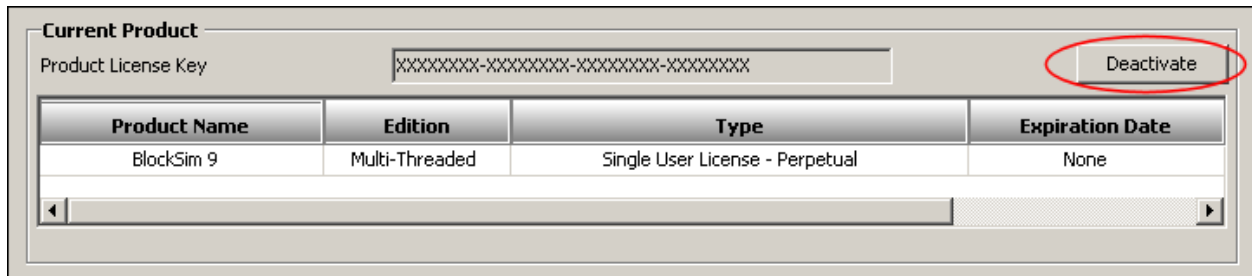 Current Product
Product License Key XXXXXXXX-XXXXXXXX-XXXXXXXX-XXXXXXXX Deactivate
Product Name Edition Type Expiration Date
BlockSim 9 Multi-Threaded Single User License - Perpetual None